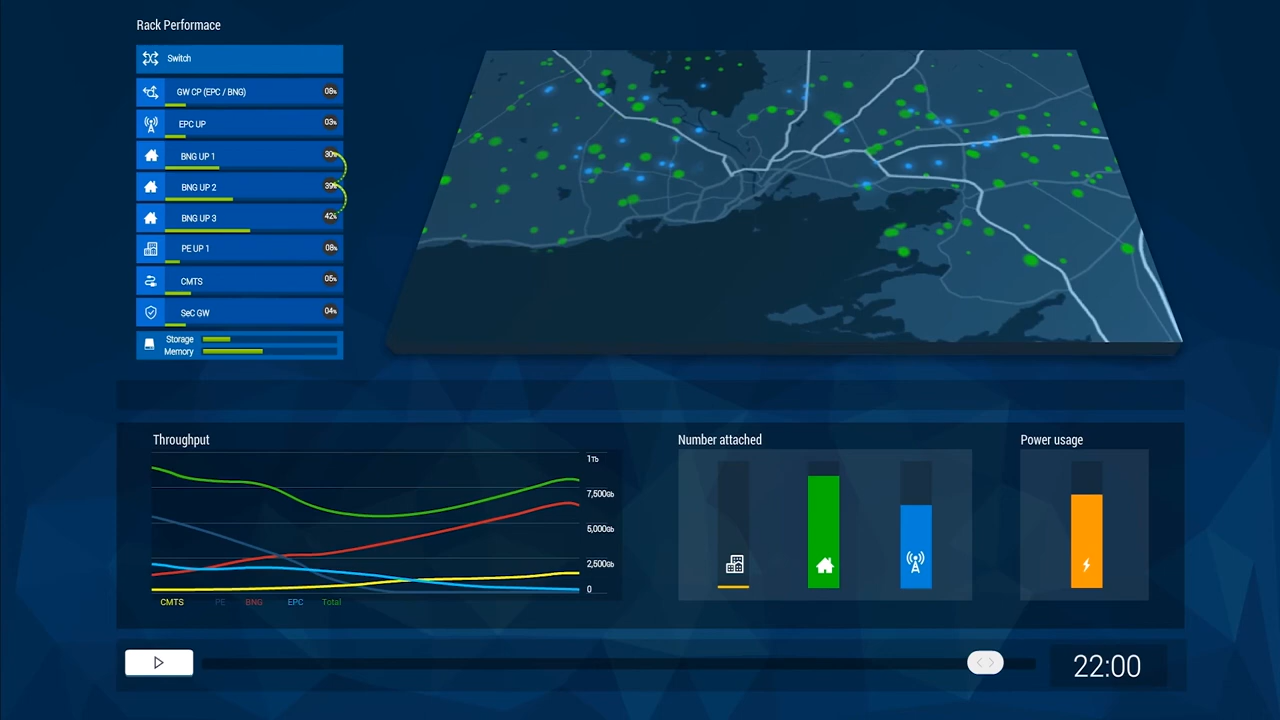 Rack Performace
Switch
GW CP (EPC / BNG) 08%
EPC UP 03%
BNG UP 1 30%
BNG UP 2 39%
BNG UP 3 42%
PE UP 1 08%
CMTS 05%
SeC GW 04%
Storage
Memory
Throughput
1Tb
7,500Gb
5,000Gb
2,500Gb
0
CMTS PE BNG EPC Total
Number attached
Power usage
22:00